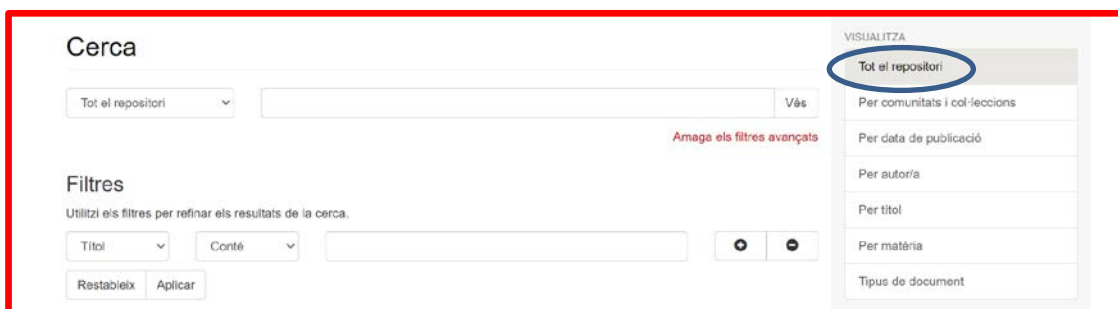 Cerca
Tot el repositori
Vés
Amaga els filtres avançats
Filtres
Utilitzi els filtres per refinar els resultats de la cerca.
Títol
Conté
Restableix
Aplicar
VISUALITZA
Tot el repositori
Per comunitats i col·leccions
Per data de publicació
Per autor/a
Per títol
Per matèria
Tipus de document